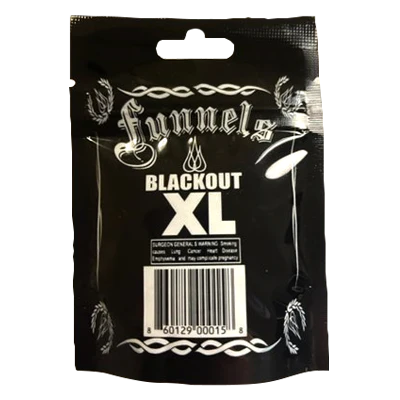 Funnels
BLACKOUT
XL
SURGEON GENERAL'S WARNING: Smoking
causes Lung Cancer Heart Disease
Emphysema and may complicate pregnancy
8 60129 00015 8